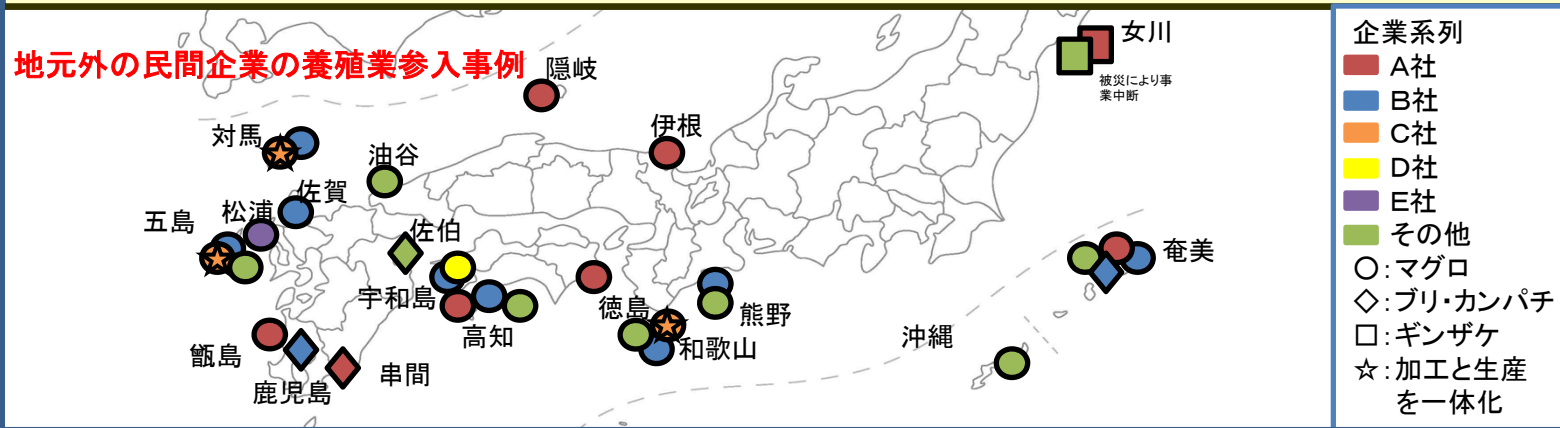 地元外の民間企業の養殖業参入事例
女川
被災により事
業中断
隠岐
伊根
対馬
油谷
佐賀
松浦
五島
佐伯
宇和島
高知
徳島
熊野
和歌山
甑島
鹿児島
串間
奄美
沖縄
企業系列
A社
B社
C社
D社
E社
その他
○:マグロ
◇:ブリ・カンパチ
□:ギンザケ
☆:加工と生産
を一体化